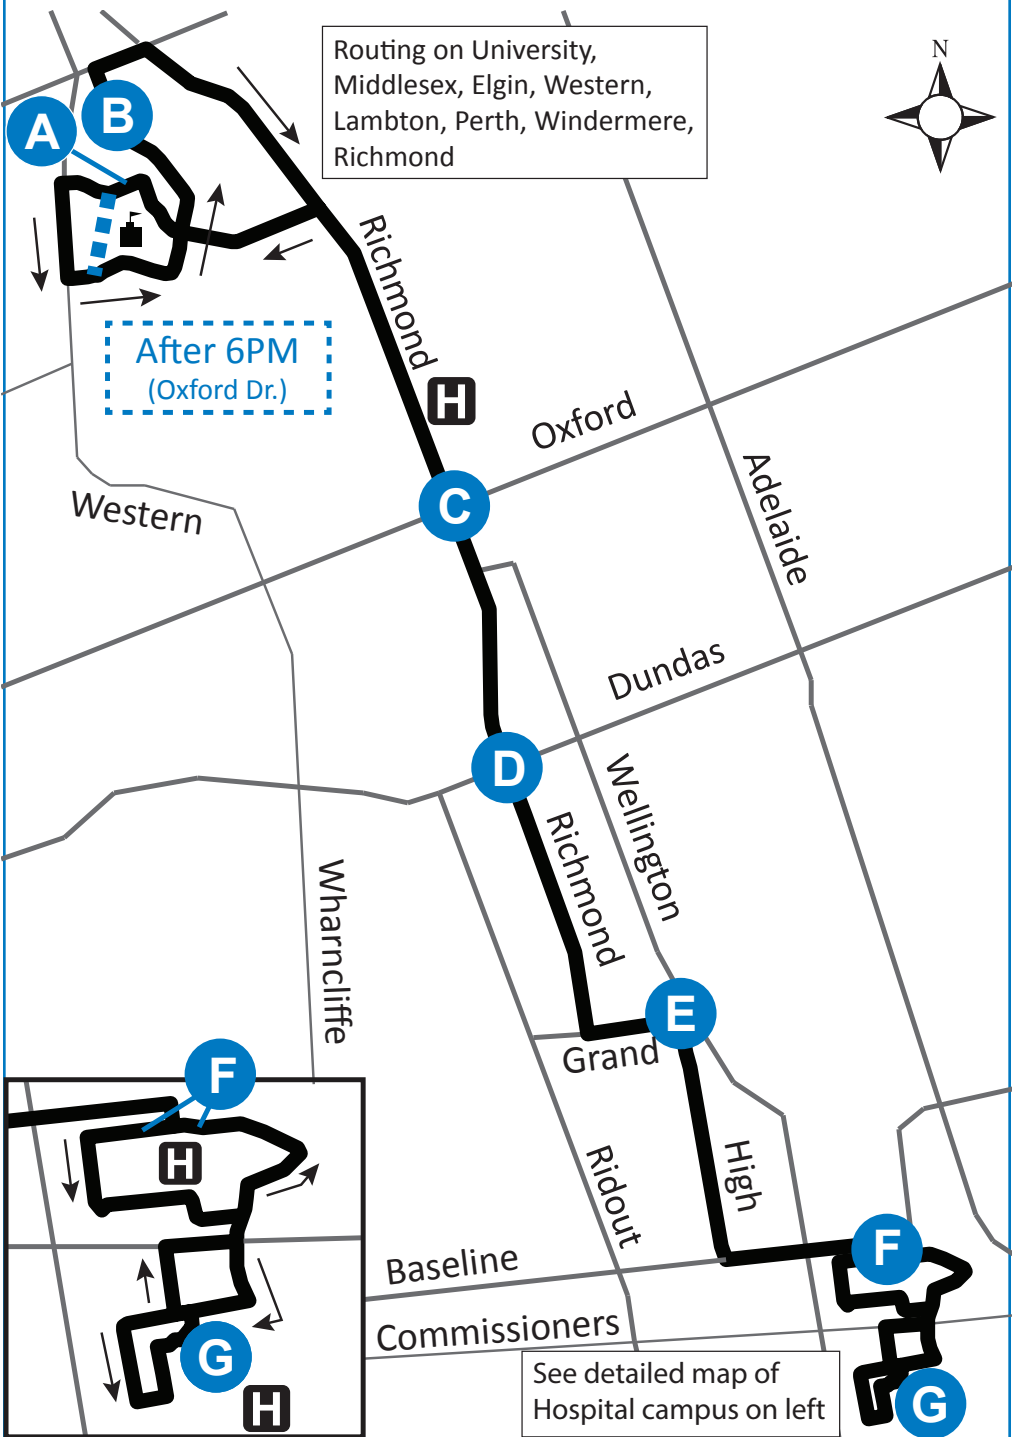 Routing on University,
Middlesex, Elgin, Western,
Lambton, Perth, Windermere,
Richmond
N
A
B
Richmond
After 6PM
(Oxford Dr.)
H
Oxford
C
Western
Adelaide
Dundas
D
Wellington
Richmond
Wharncliffe
E
Grand
F
H
Ridout
High
F
Baseline
Commissioners
G
H
See detailed map of
Hospital campus on left
G